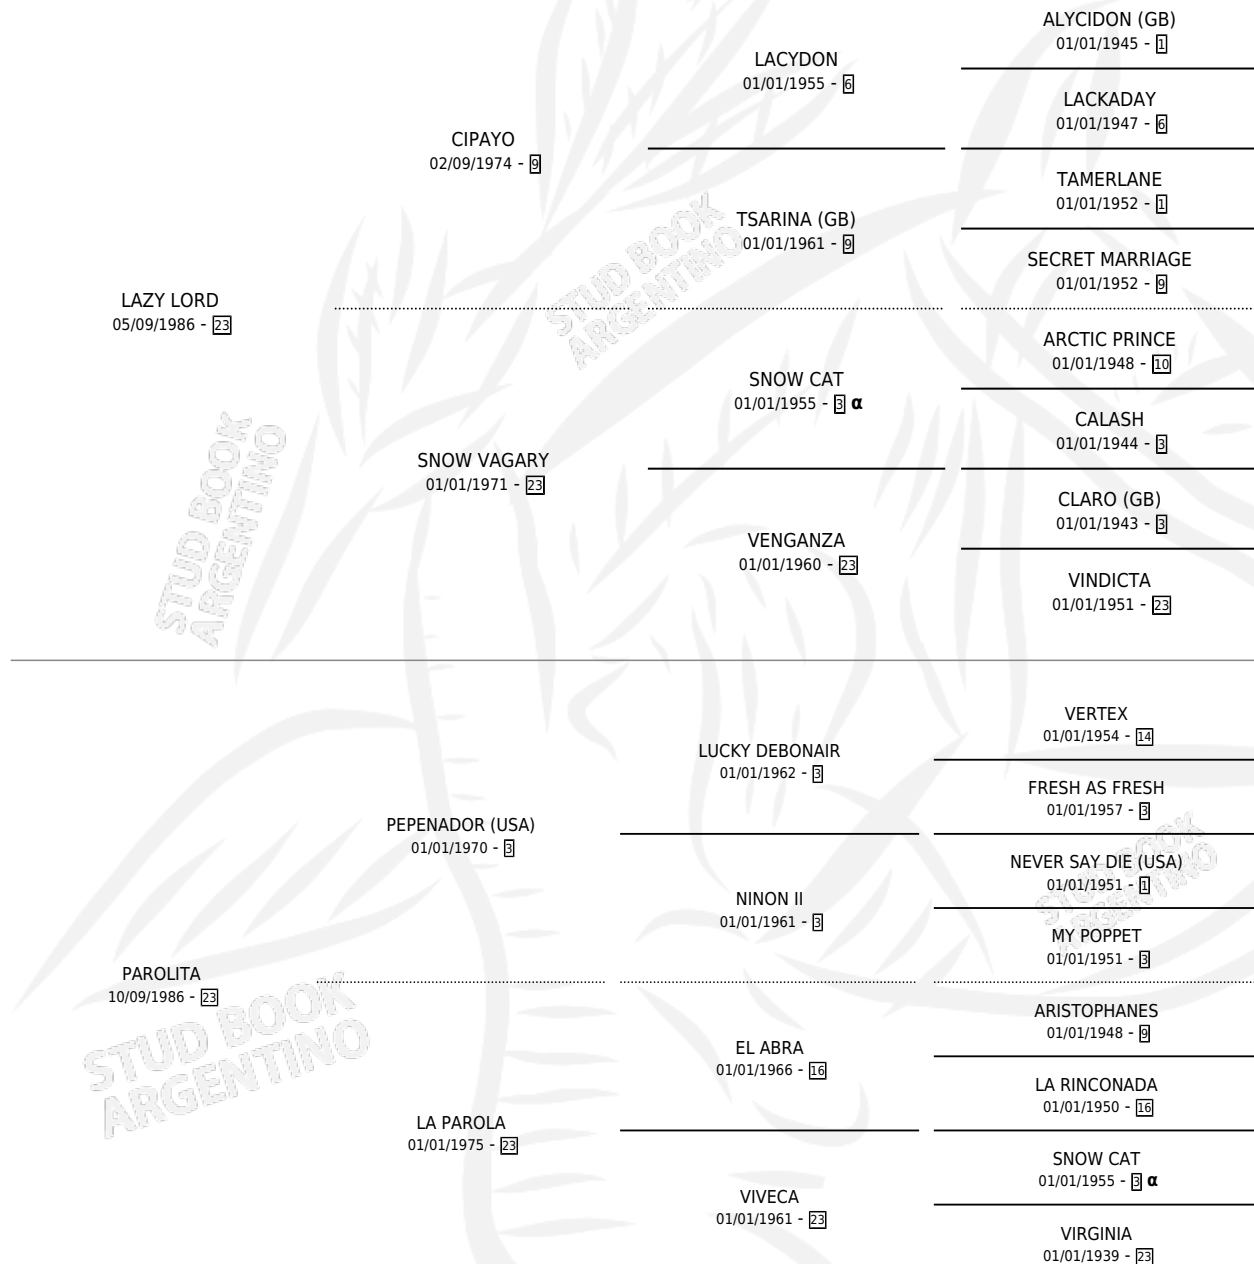 ALYCIDON (GB)
01/01/1945 - 1
LACYDON
01/01/1955 - 6
LACKADAY
01/01/1947 - 6
CIPAYO
02/09/1974 - 9
TAMERLANE
01/01/1952 - 1
TSARINA (GB)
01/01/1961 - 9
SECRET MARRIAGE
01/01/1952 - 9
LAZY LORD
05/09/1986 - 23
ARCTIC PRINCE
01/01/1948 - 10
SNOW CAT
01/01/1955 - 3 α
CALASH
01/01/1944 - 3
SNOW VAGARY
01/01/1971 - 23
CLARO (GB)
01/01/1943 - 3
VENGANZA
01/01/1960 - 23
VINDICTA
01/01/1951 - 23
STUD BOOK
ARGENTINO
STUD BOOK
ARGENTINO
VERTEX
01/01/1954 - 14
LUCKY DEBONAIR
01/01/1962 - 3
FRESH AS FRESH
01/01/1957 - 3
PEPENADOR (USA)
01/01/1970 - 3
NEVER SAY DIE (USA)
01/01/1951 - 1
NINON II
01/01/1961 - 3
MY POPPET
01/01/1951 - 3
PAROLITA
10/09/1986 - 23
ARISTOPHANES
01/01/1948 - 9
EL ABRA
01/01/1966 - 16
LA RINCONADA
01/01/1950 - 16
LA PAROLA
01/01/1975 - 23
SNOW CAT
01/01/1955 - 3 α
VIVECA
01/01/1961 - 23
VIRGINIA
01/01/1939 - 23
STUD BOOK
ARGENTINO
STUD BOOK
ARGENTINO